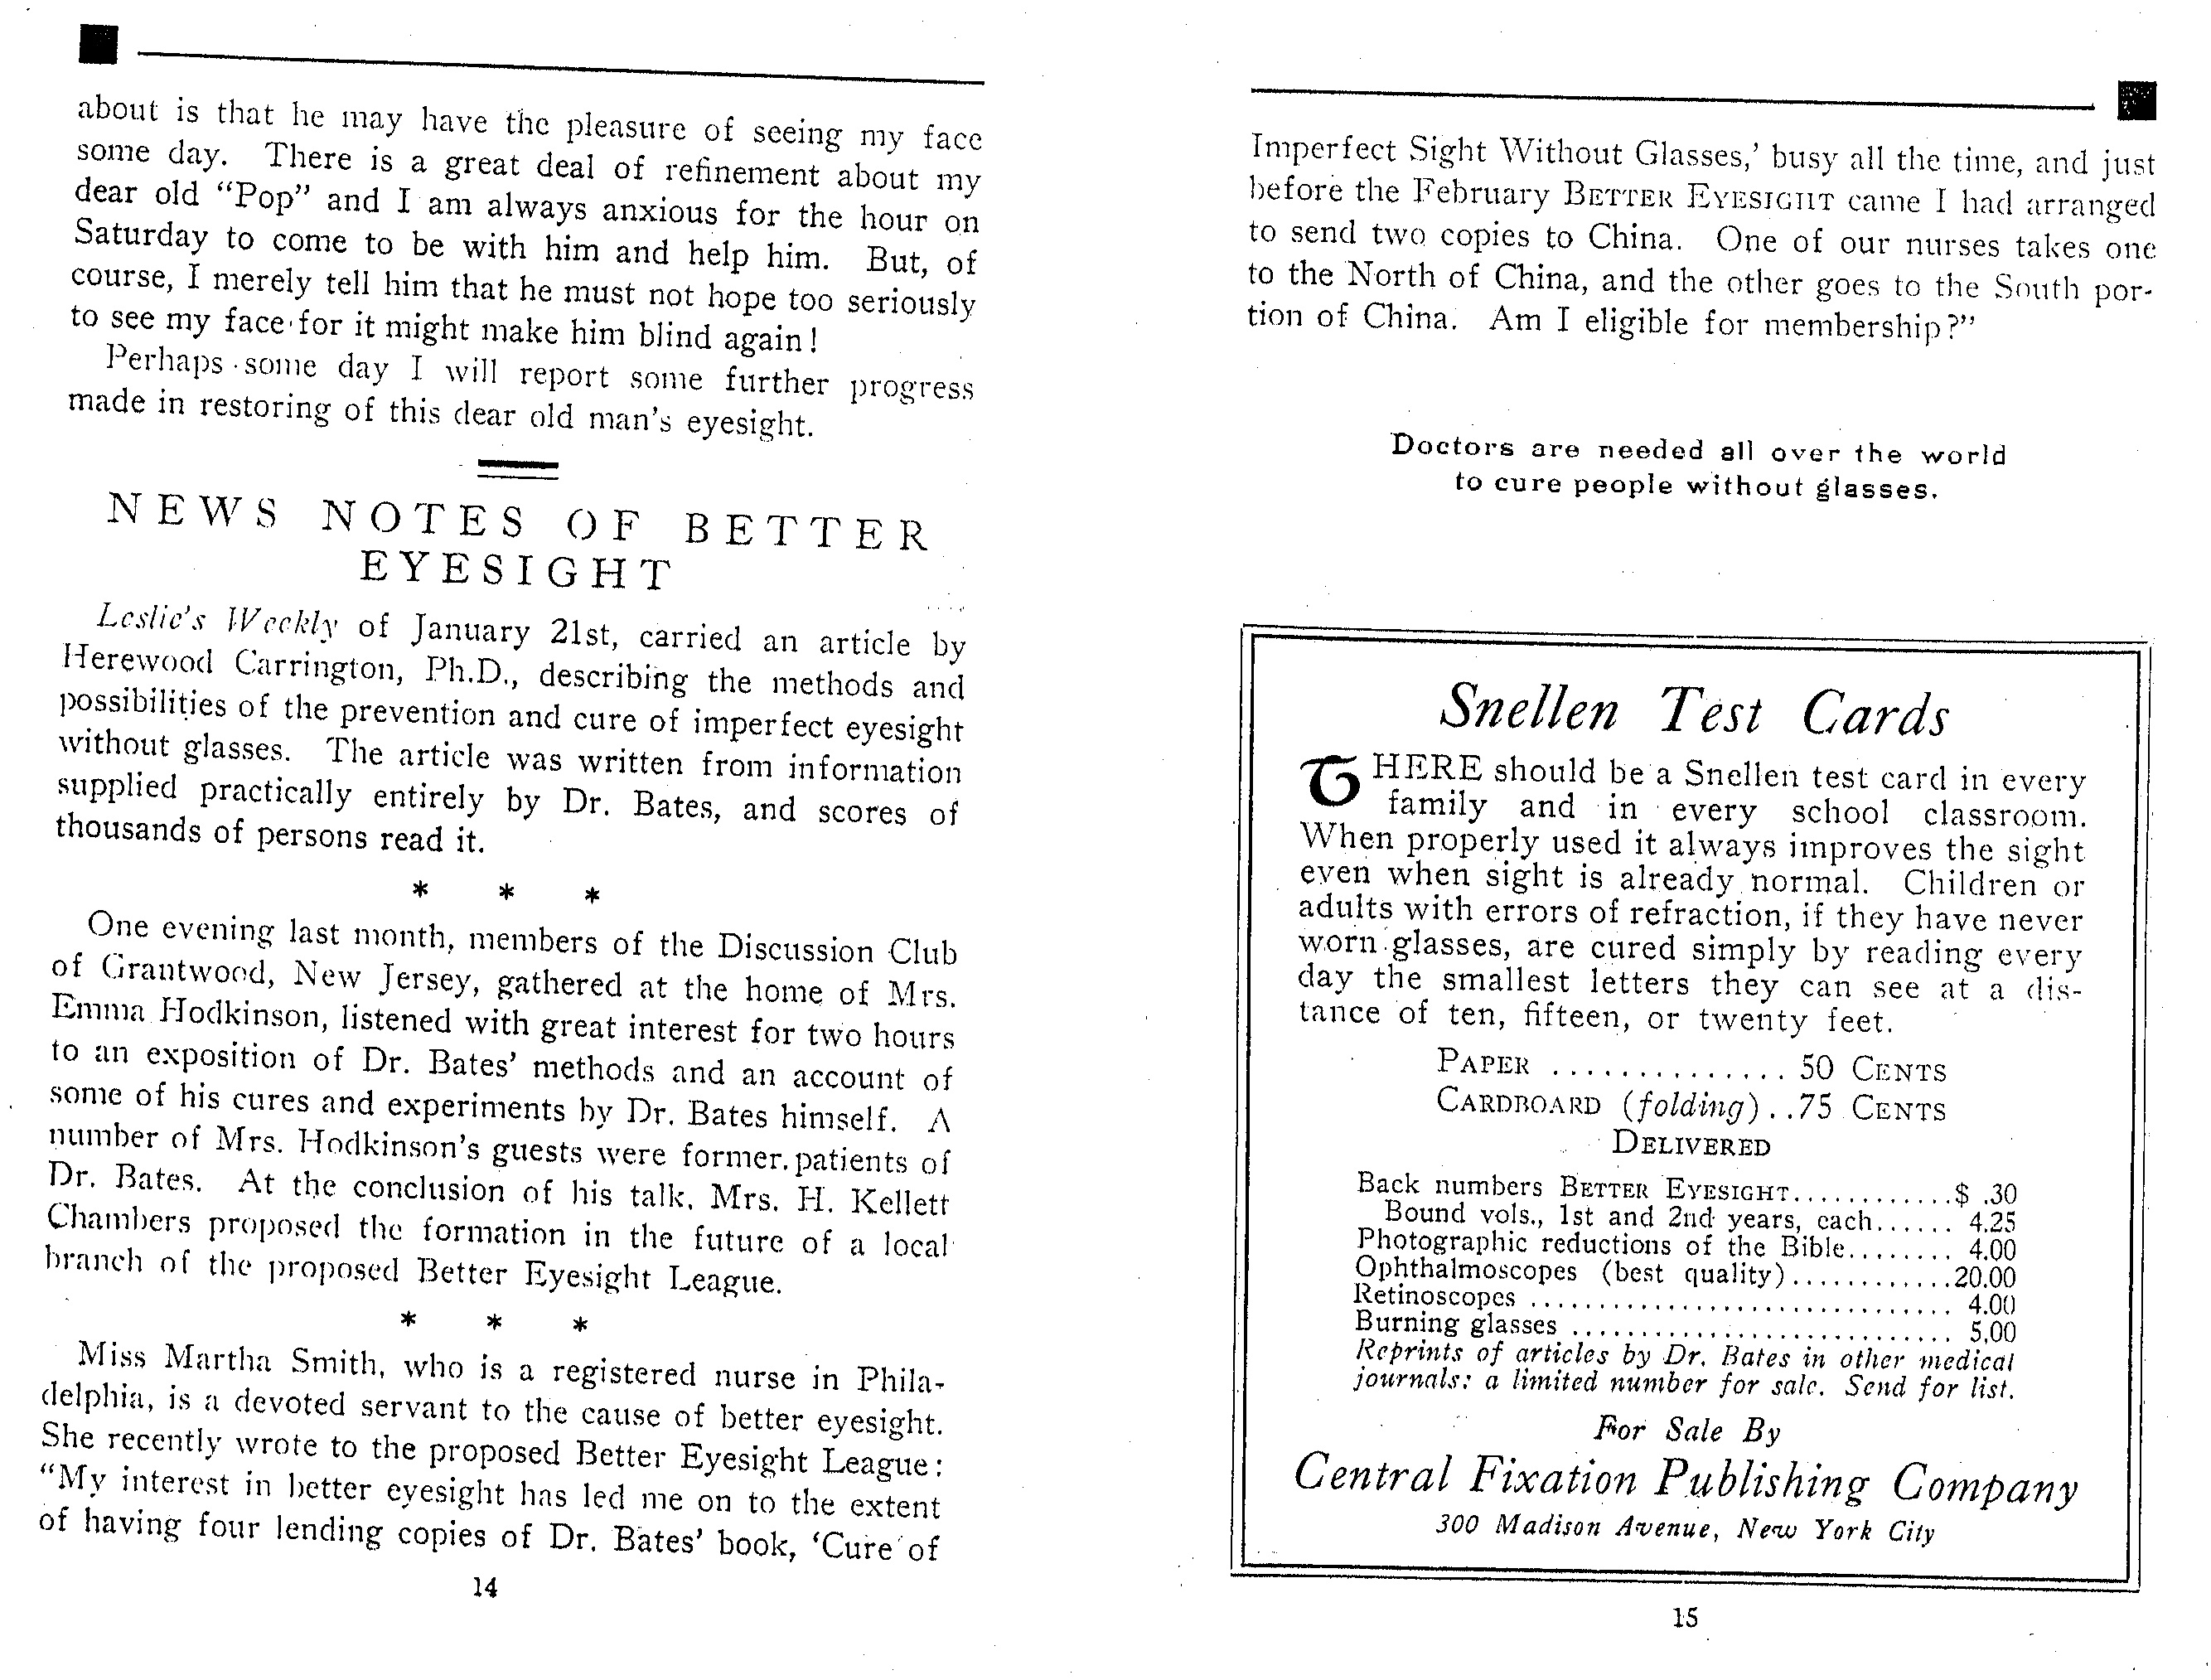 about is that he may have the pleasure of seeing my face
some day. There is a great deal of refinement about my
dear old “Pop” and I am always anxious for the hour on
Saturday to come to be with him and help him. But, of
course, I merely tell him that he must not hope too seriously
to see my face for it might make him blind again!
Perhaps some day I will report some further progress
made in restoring of this dear old man's eyesight.
NEWS NOTES OF BETTER
EYESIGHT
Leslie's Weekly of January 21st, carried an article by
Herewood Carrington, Ph.D., describing the methods and
possibilities of the prevention and cure of imperfect eyesight
without glasses. The article was written from information
supplied practically entirely by Dr. Bates, and scores of
thousands of persons read it.
* * *
One evening last month, members of the Discussion Club
of Grantwood, New Jersey, gathered at the home of Mrs.
Emma Hodkinson, listened with great interest for two hours
to an exposition of Dr. Bates' methods and an account of
some of his cures and experiments by Dr. Bates himself. A
number of Mrs. Hodkinson's guests were former patients of
Dr. Bates. At the conclusion of his talk, Mrs. H. Kellett
Chambers proposed the formation in the future of a local
branch of the proposed Better Eyesight League.
* * *
Miss Martha Smith, who is a registered nurse in Phila-
delphia, is a devoted servant to the cause of better eyesight.
She recently wrote to the proposed Better Eyesight League:
“My interest in better eyesight has led me on to the extent
of having four lending copies of Dr. Bates' book, ‘Cure of
14
Imperfect Sight Without Glasses,’ busy all the time, and just
before the February BETTER EYESIGHT came I had arranged
to send two copies to China. One of our nurses takes one
to the North of China, and the other goes to the South por-
tion of China. Am I eligible for membership?”
Doctors are needed all over the world
to cure people without glasses.
Snellen Test Cards
THERE should be a Snellen test card in every
family and in every school classroom.
When properly used it always improves the sight
even when sight is already normal. Children or
adults with errors of refraction, if they have never
worn glasses, are cured simply by reading every
day the smallest letters they can see at a dis-
tance of ten, fifteen, or twenty feet.
PAPER .............. 50 CENTS
CARDBOARD (folding)..75 CENTS
DELIVERED
Back numbers BETTER EYESIGHT............$ .30
Bound vols., 1st and 2nd years, each...... 4.25
Photographic reductions of the Bible........ 4.00
Ophthalmoscopes (best quality)............20.00
Retinoscopes ................................ 4.00
Burning glasses ............................. 5.00
Reprints of articles by Dr. Bates in other medical
journals: a limited number for sale. Send for list.
For Sale By
Central Fixation Publishing Company
300 Madison Avenue, New York City
15